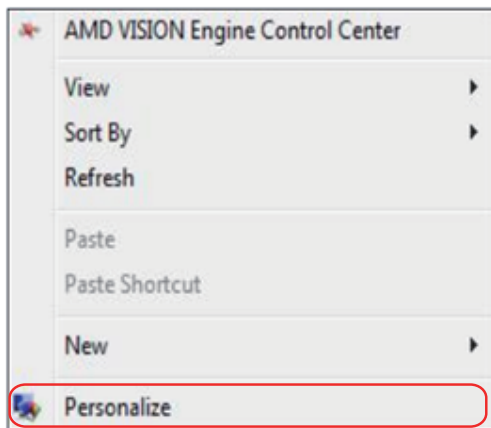 AMD VISION Engine Control Center
View
Sort By
Refresh
Paste
Paste Shortcut
New
Personalize